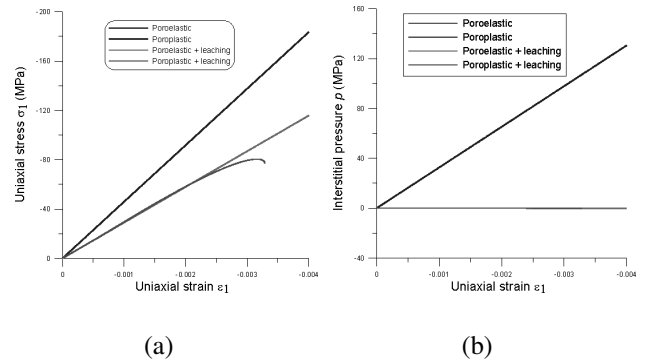 -200
-160
-120
-80
-40
0
Uniaxial stress σ1 (MPa)
Poroelastic
Poroplastic
Poroelastic + leaching
Poroplastic + leaching
0
-0.001
-0.002
-0.003
-0.004
Uniaxial strain ε1
(a)
160
120
80
40
0
-40
Interstitial pressure p (MPa)
Poroelastic
Poroplastic
Poroelastic + leaching
Poroplastic + leaching
0
-0.001
-0.002
-0.003
-0.004
Uniaxial strain ε1
(b)